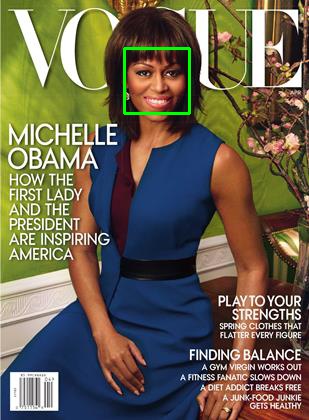 VOGUE
APR
MICHELLE
OBAMA
HOW THE
FIRST LADY
AND THE
PRESIDENT
ARE INSPIRING
AMERICA
PLAY TO YOUR
STRENGTHS
SPRING CLOTHES THAT
FLATTER EVERY FIGURE
FINDING BALANCE
A GYM VIRGIN WORKS OUT
A FITNESS FANATIC SLOWS DOWN
A DIET ADDICT BREAKS FREE
A JUNK-FOOD JUNKIE
GETS HEALTHY